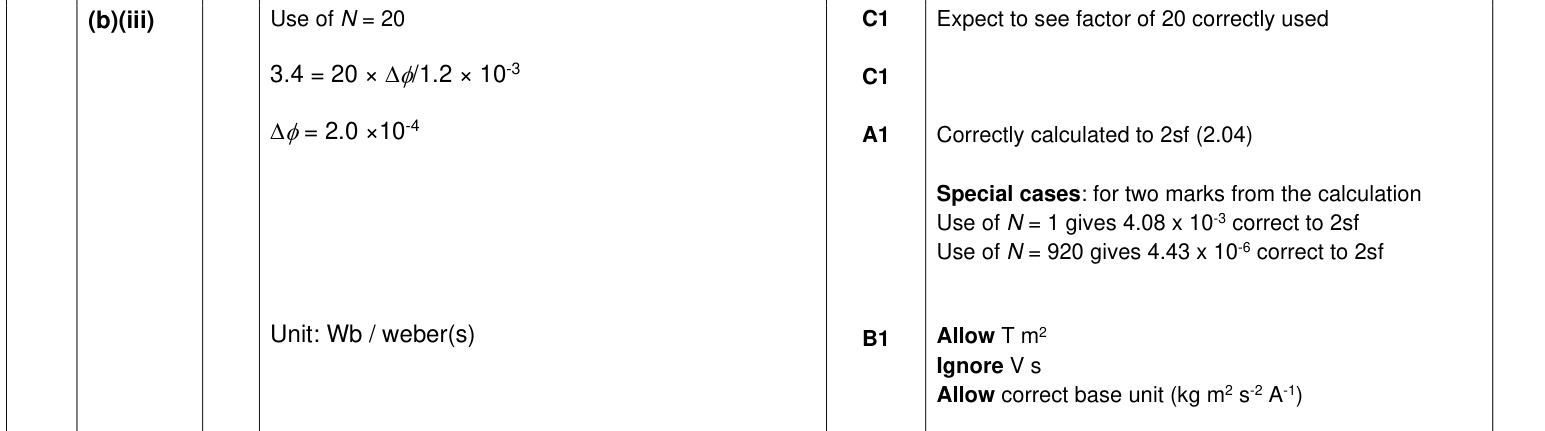 (b)(iii) Use of N = 20 C1 Expect to see factor of 20 correctly used
3.4 = 20 × Δϕ/1.2 × 10⁻³ C1
Δϕ = 2.0 ×10⁻⁴ A1 Correctly calculated to 2sf (2.04)
Special cases: for two marks from the calculation
Use of N = 1 gives 4.08 x 10⁻³ correct to 2sf
Use of N = 920 gives 4.43 x 10⁻⁶ correct to 2sf
Unit: Wb / weber(s) B1 Allow T m²
Ignore V s
Allow correct base unit (kg m² s⁻² A⁻¹)